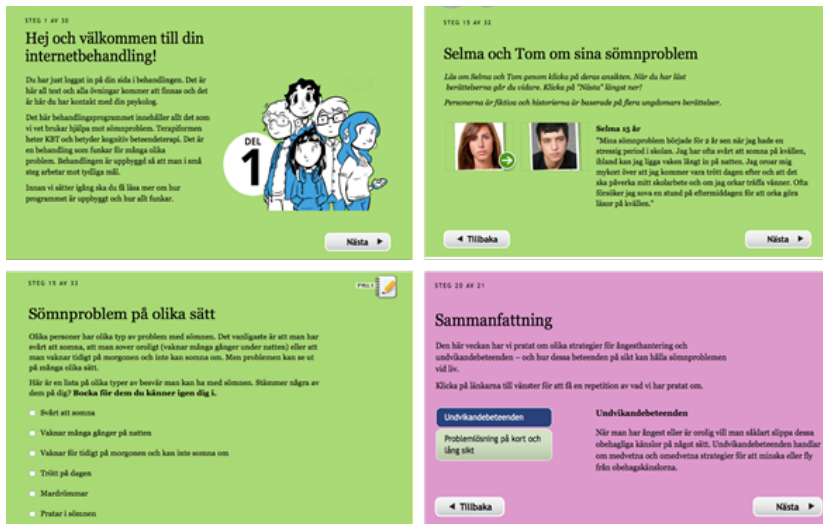 STEG 1 AV 30
Hej och välkommen till din
internetbehandling!
Du har just loggat in på din sida i behandlingen. Det är
här all text och alla övningar kommer att finnas och det
är här du har kontakt med din psykolog.
Det här behandlingsprogrammet innehåller allt det som
vi vet brukar hjälpa mot sömnproblem. Terapiformen
heter KBT och betyder kognitiv beteendeterapi. Det är
en behandling som funkar för många olika
problem. Behandlingen är uppbyggd så att man i små
steg arbetar mot tydliga mål.
Innan vi sätter igång ska du få läsa mer om hur
programmet är uppbyggt och hur allt funkar.
DEL
1
Nästa
STEG 15 AV 32
Selma och Tom om sina sömnproblem
Läs om Selma och Tom genom klicka på deras ansikten. När du har läst
berättelserna går du vidare. Klicka på "Nästa" längst ner!
Personerna är fiktiva och historierna är baserade på flera ungdomars berättelser.
Selma 15 år
"Mina sömnproblem började för 2 år sen när jag hade en
stressig period i skolan. Jag har ofta svårt att somna på kvällen,
ibland kan jag ligga vaken långt in på natten. Jag oroar mig
mycket över att jag kommer vara trött dagen efter och att det
ska påverka mitt skolarbete och om jag orkar träffa vänner. Ofta
försöker jag sova en stund på eftermiddagen för att orka göra
läxor på kvällen."
Tillbaka
Nästa
STEG 15 AV 33
Sömnproblem på olika sätt
Olika personer har olika typ av problem med sömnen. Det vanligaste är att man har
svårt att somna, att man sover oroligt (vaknar många gånger under natten) eller att
man vaknar tidigt på morgonen och inte kan somna om. Men problemen kan se ut
på många olika sätt.
Här är en lista på olika typer av besvär man kan ha med sömnen. Stämmer några av
dem på dig? Bocka för dem du känner igen dig i.
Svårt att somna
Vaknar många gånger på natten
Vaknar för tidigt på morgonen och kan inte somna om
Trött på dagen
Mardrömmar
Pratar i sömnen
STEG 20 AV 21
Sammanfattning
Den här veckan har vi pratat om olika strategier för ångesthantering och
undvikandebeteenden – och hur dessa beteenden på sikt kan hålla sömnproblemen
vid liv.
Klicka på länkarna till vänster för att få en repetition av vad vi har pratat om.
Undvikandebeteenden
Problemlösning på kort och
lång sikt
Undvikandebeteenden
När man har ångest eller är orolig vill man såklart slippa dessa
obehagliga känslor på något sätt. Undvikandebeteenden handlar
om medvetna och omedvetna strategier för att minska eller fly
från obehagskänslorna.
Tillbaka
Nästa